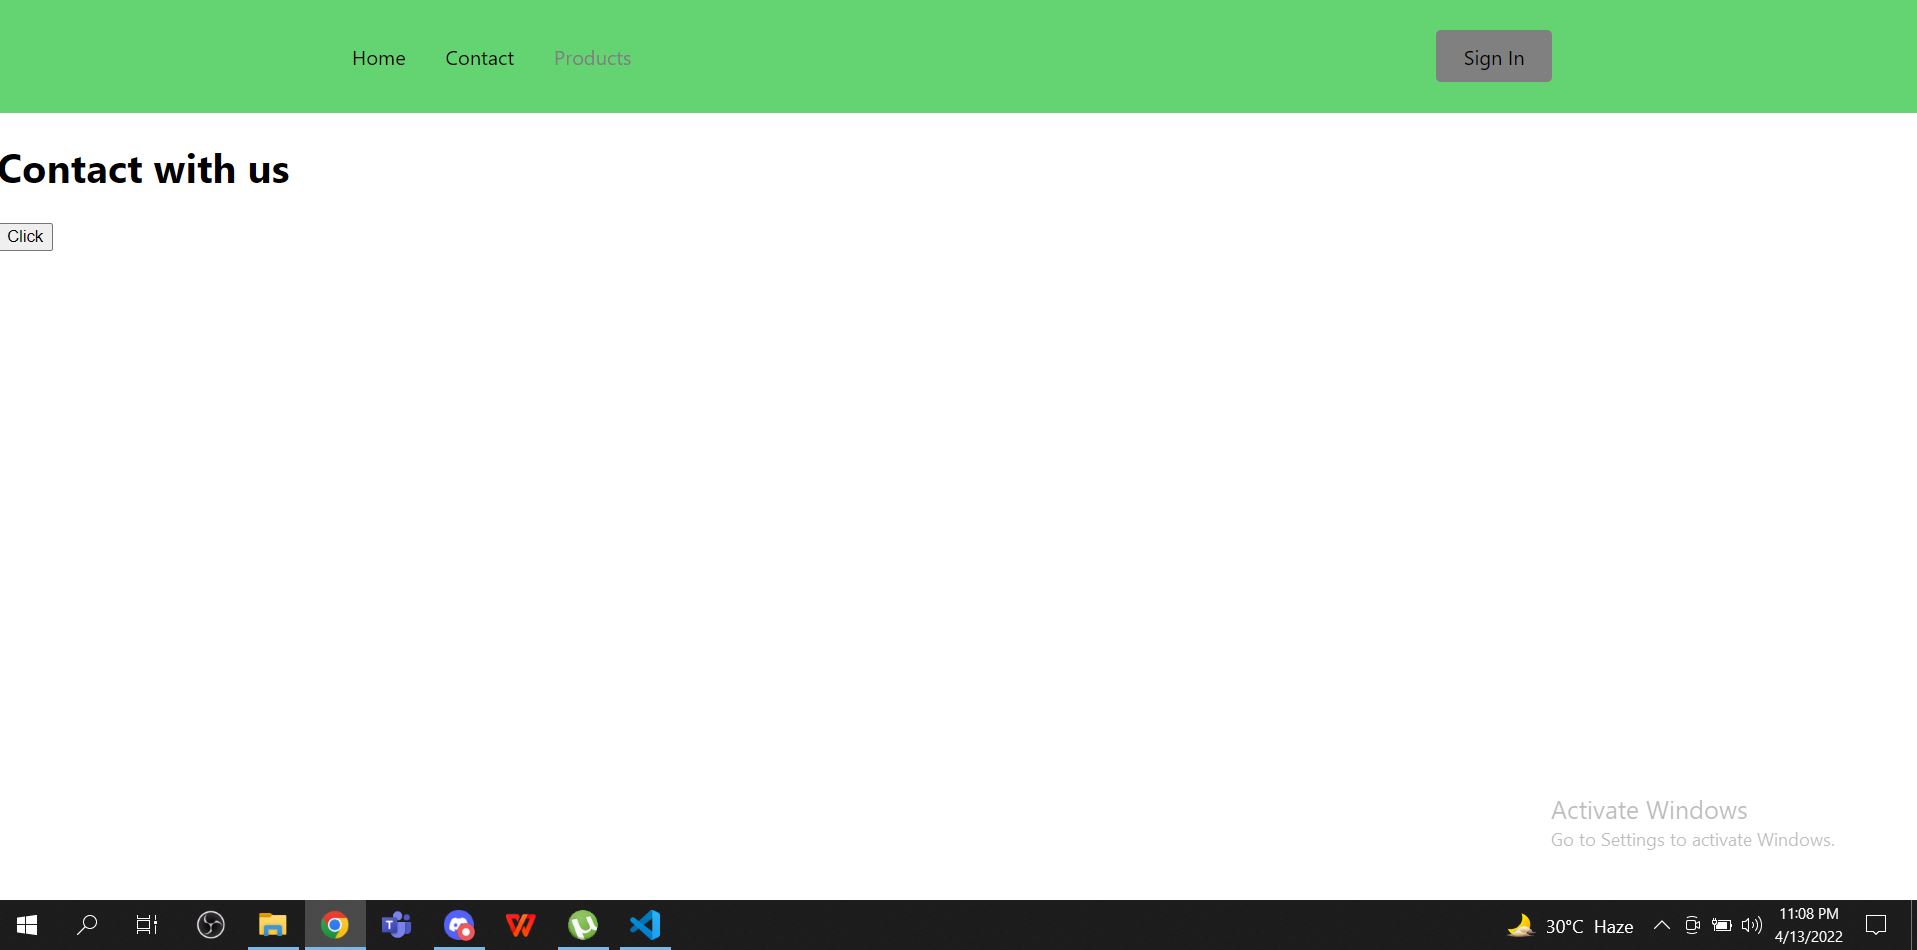 Home Contact Products Sign In
Contact with us
Click
Activate Windows
Go to Settings to activate Windows.
30°C Haze
11:08 PM
4/13/2022